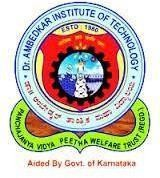 Dr. AMBEDKAR INSTITUTE OF TECHNOLOGY
ESTD 1980
PANCHAJANYA VIDYA PEETHA WELFARE TRUST (REGD.)
Aided By Govt. of Karnataka